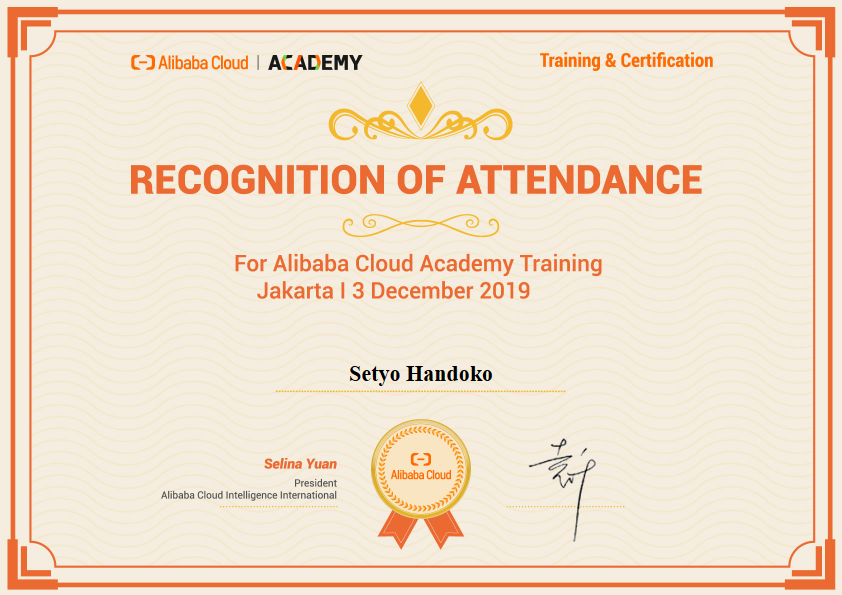 Alibaba Cloud | ACADEMY
Training & Certification
RECOGNITION OF ATTENDANCE
For Alibaba Cloud Academy Training
Jakarta I 3 December 2019
Setyo Handoko
Selina Yuan
President
Alibaba Cloud Intelligence International
Alibaba Cloud